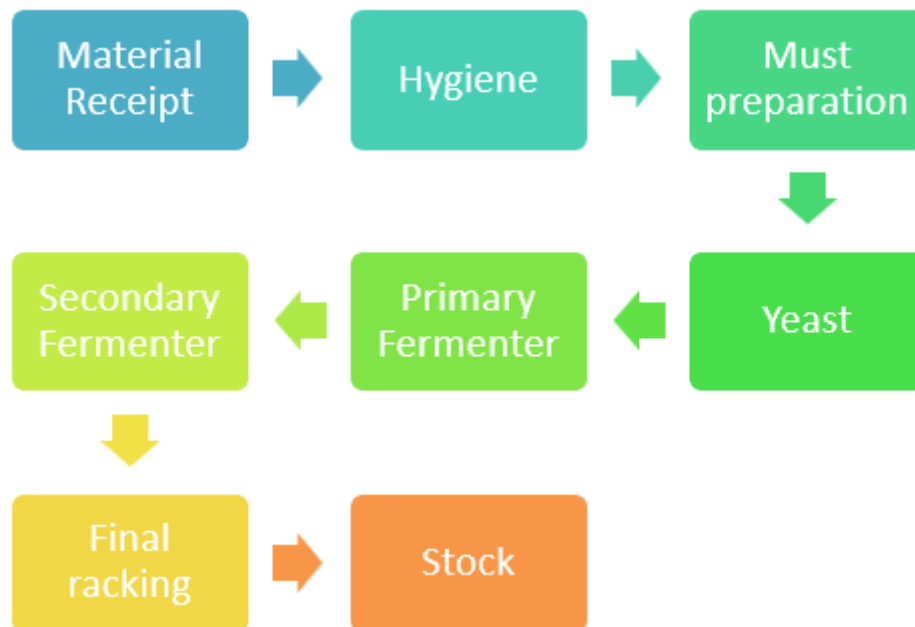 Material
Receipt
Hygiene
Must
preparation
Yeast
Primary
Fermenter
Secondary
Fermenter
Final
racking
Stock